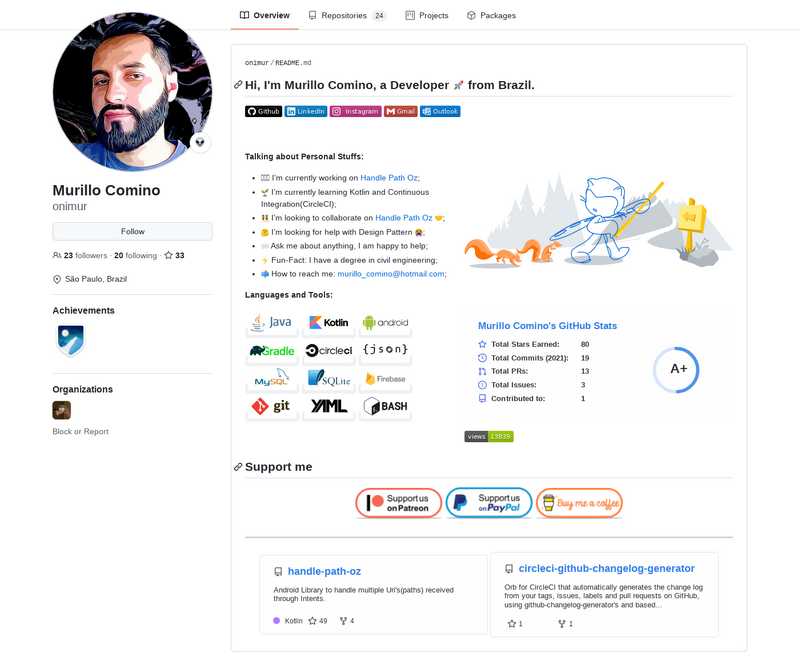 Overview
Repositories 24
Projects
Packages
Murillo Comino
onimur
Follow
23 followers · 20 following · 33
São Paulo, Brazil
Achievements
Organizations
Block or Report
onimur / README.md
Hi, I'm Murillo Comino, a Developer 🚀 from Brazil.
Github
LinkedIn
Instagram
Gmail
Outlook
Talking about Personal Stuffs:
I'm currently working on Handle Path Oz;
I'm currently learning Kotlin and Continuous
Integration(CircleCI);
I'm looking to collaborate on Handle Path Oz 🤝;
I'm looking for help with Design Pattern 😭;
Ask me about anything, I am happy to help;
Fun-Fact: I have a degree in civil engineering;
How to reach me: murillo_comino@hotmail.com;
Languages and Tools:
Java
Kotlin
android
Gradle
circleci
{json}
MySQL
SQLite
Firebase
git
YAML
BASH
Murillo Comino's GitHub Stats
Total Stars Earned: 80
Total Commits (2021): 19
Total PRs: 13
Total Issues: 3
Contributed to: 1
A+
views 13839
Support me
Support us
on Patreon
Support us
on PayPal
Buy me a coffee
handle-path-oz
Android Library to handle multiple Uri's(paths) received
through Intents.
Kotlin 49 4
circleci-github-changelog-generator
Orb for CircleCI that automatically generates the change log
from your tags, issues, labels and pull requests on GitHub,
using github-changelog-generator's and based...
1 1